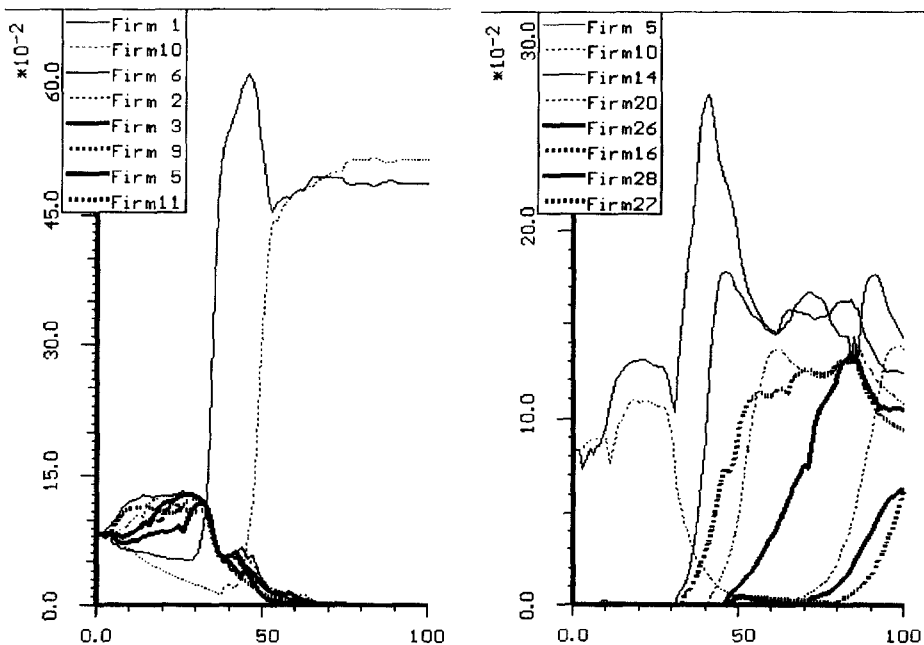 *10-2
Firm 1
Firm10
Firm 6
Firm 2
Firm 3
Firm 9
Firm 5
Firm11
60.0
45.0
30.0
15.0
0.0
0.0
50
100
*10-2
Firm 5
Firm10
Firm14
Firm20
Firm26
Firm16
Firm28
Firm27
30.0
20.0
10.0
0.0
0.0
50
100